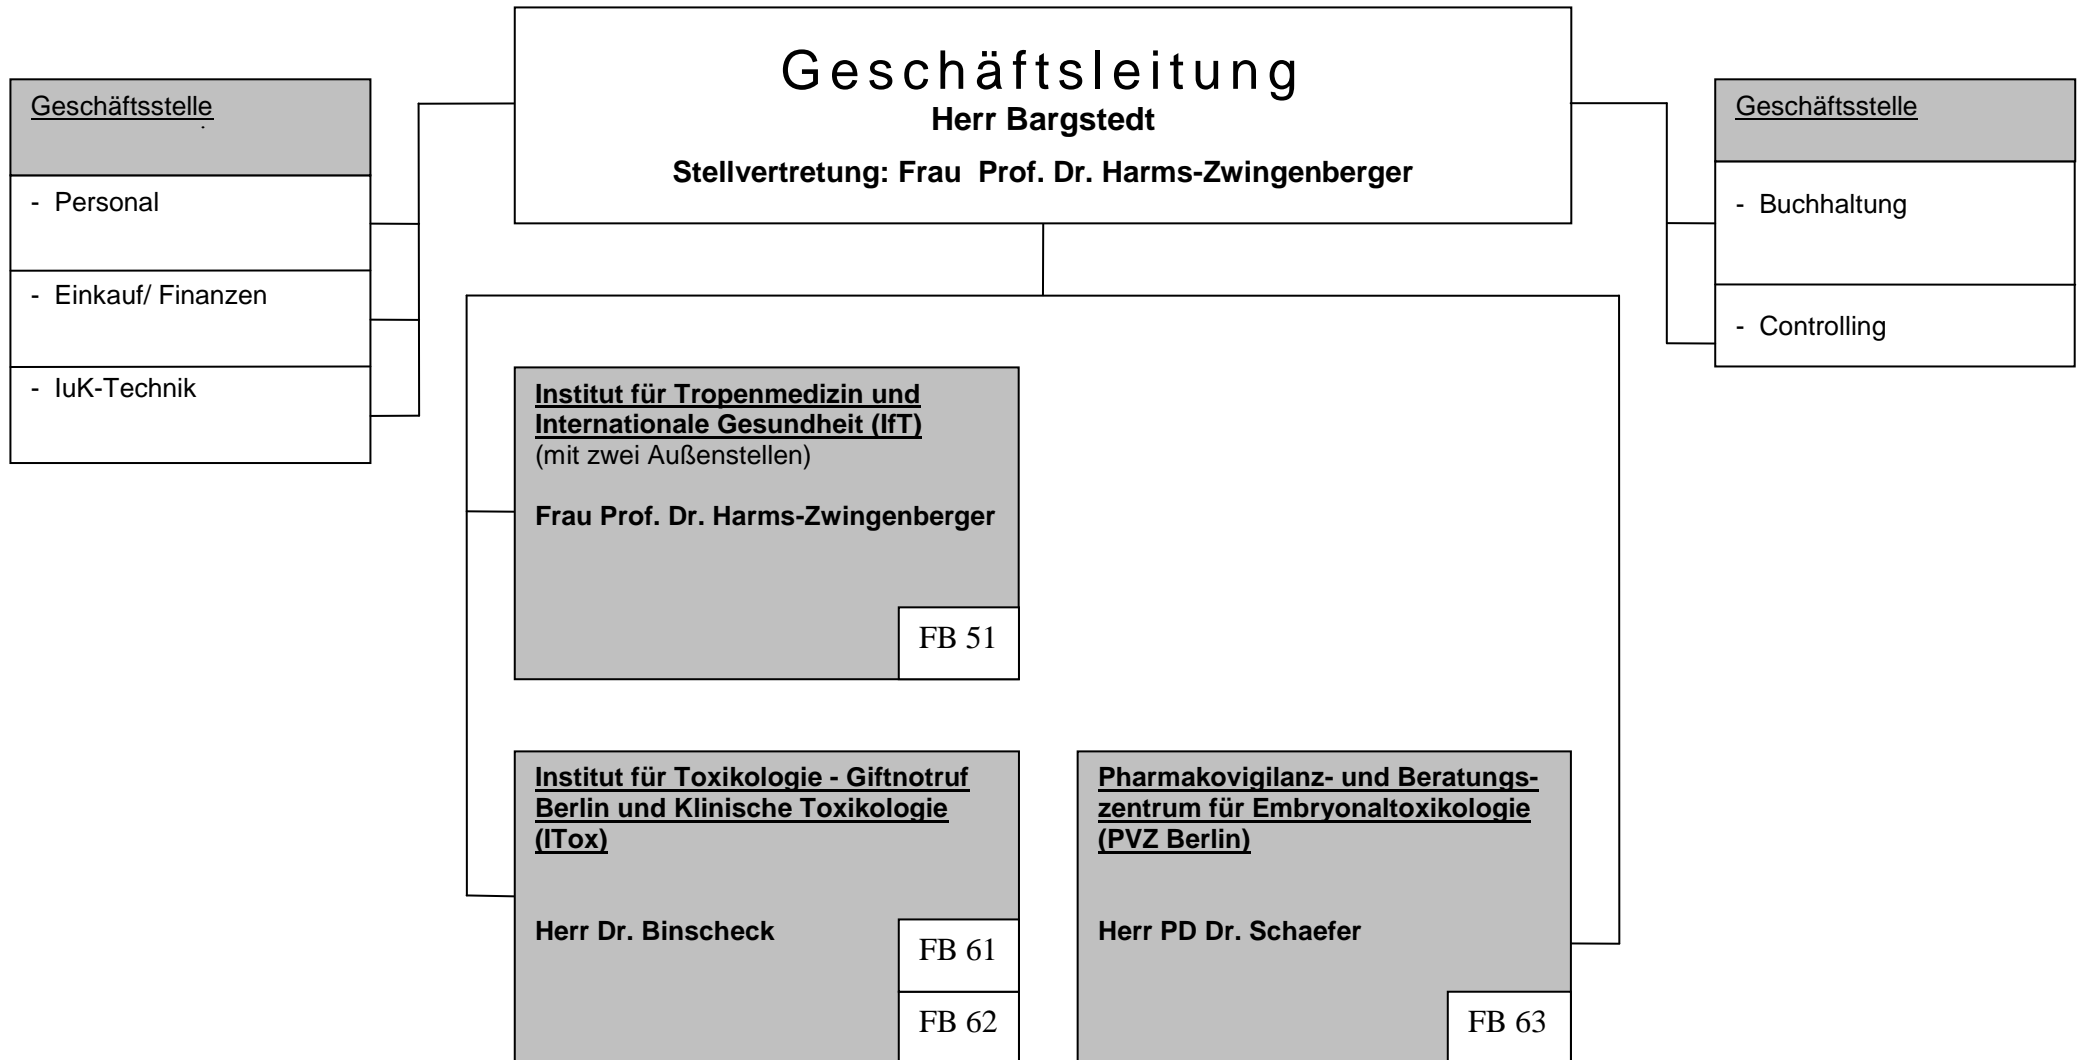 Geschäftsleitung
Herr Bargstedt
Stellvertretung: Frau Prof. Dr. Harms-Zwingenberger
Geschäftsstelle
- Personal
- Einkauf/ Finanzen
- IuK-Technik
Geschäftsstelle
- Buchhaltung
- Controlling
Institut für Tropenmedizin und
Internationale Gesundheit (IfT)
(mit zwei Außenstellen)
Frau Prof. Dr. Harms-Zwingenberger
FB 51
Institut für Toxikologie - Giftnotruf
Berlin und Klinische Toxikologie
(ITox)
Herr Dr. Binscheck
FB 61
FB 62
Pharmakovigilanz- und Beratungs-
zentrum für Embryonaltoxikologie
(PVZ Berlin)
Herr PD Dr. Schaefer
FB 63